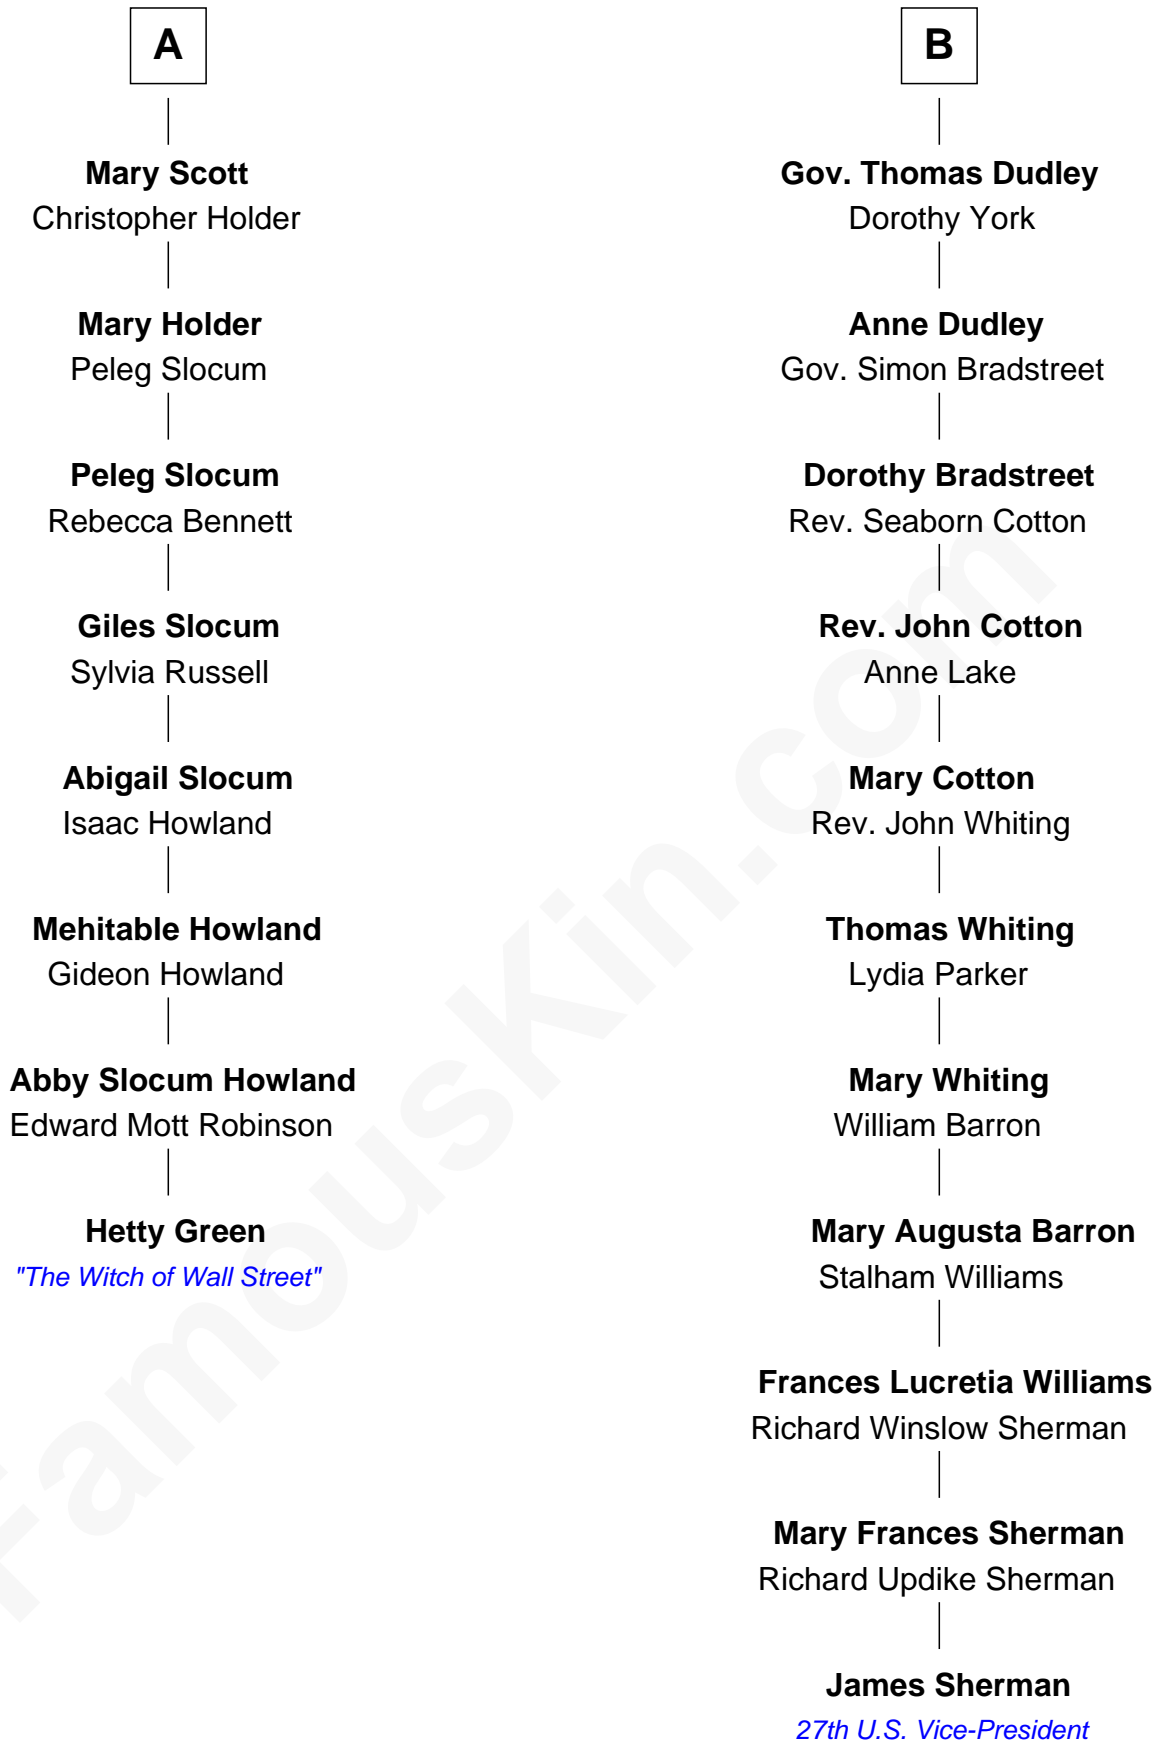 A
Mary Scott
Christopher Holder
Mary Holder
Peleg Slocum
Peleg Slocum
Rebecca Bennett
Giles Slocum
Sylvia Russell
Abigail Slocum
Isaac Howland
Mehitable Howland
Gideon Howland
Abby Slocum Howland
Edward Mott Robinson
Hetty Green
"The Witch of Wall Street"
B
Gov. Thomas Dudley
Dorothy York
Anne Dudley
Gov. Simon Bradstreet
Dorothy Bradstreet
Rev. Seaborn Cotton
Rev. John Cotton
Anne Lake
Mary Cotton
Rev. John Whiting
Thomas Whiting
Lydia Parker
Mary Whiting
William Barron
Mary Augusta Barron
Stalham Williams
Frances Lucretia Williams
Richard Winslow Sherman
Mary Frances Sherman
Richard Updike Sherman
James Sherman
27th U.S. Vice-President
FamousKin.com